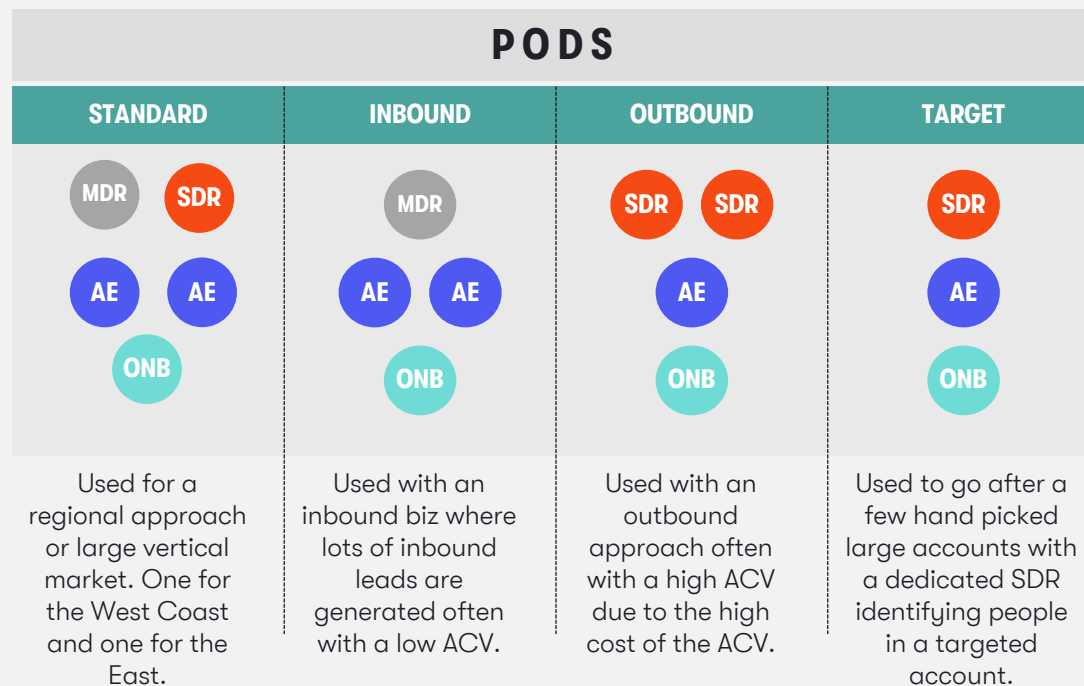 PODS
STANDARD
INBOUND
OUTBOUND
TARGET
MDR
SDR
AE
AE
ONB
MDR
AE
AE
ONB
SDR
SDR
AE
ONB
SDR
AE
ONB
Used for a
regional approach
or large vertical
market. One for
the West Coast
and one for the
East.
Used with an
inbound biz where
lots of inbound
leads are
generated often
with a low ACV.
Used with an
outbound
approach often
with a high ACV
due to the high
cost of the ACV.
Used to go after a
few hand picked
large accounts with
a dedicated SDR
identifying people
in a targeted
account.